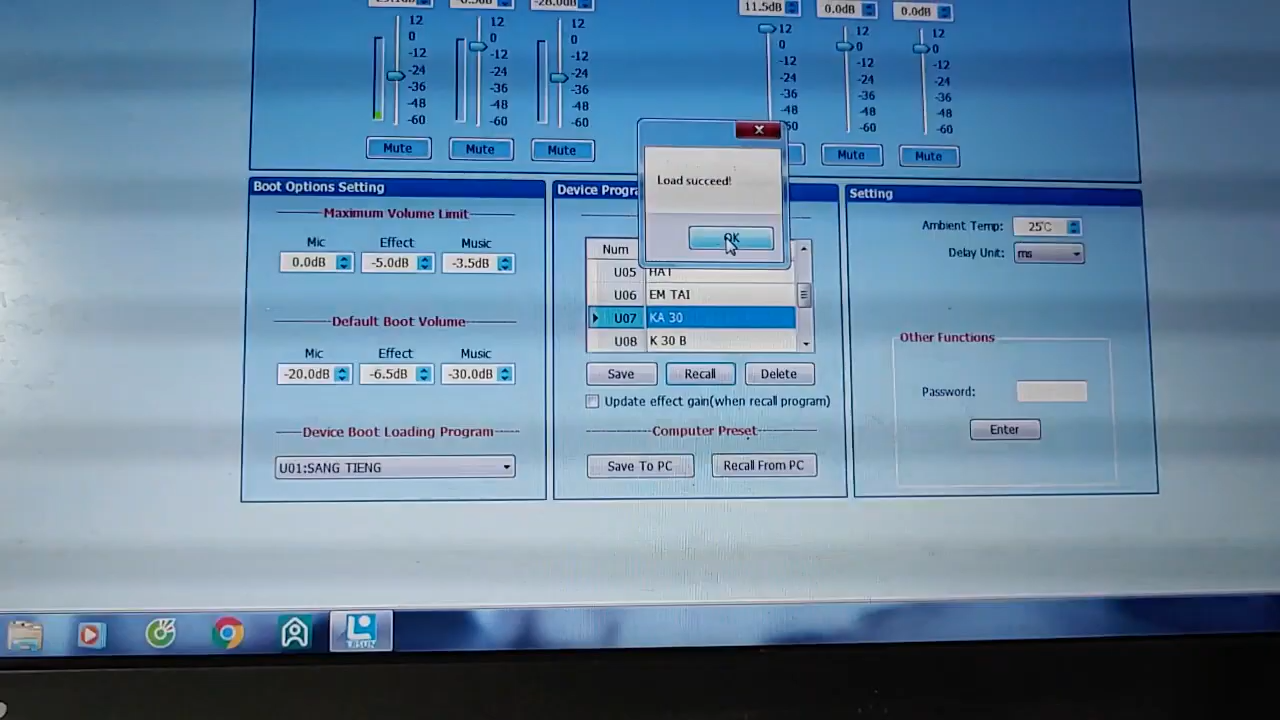 -28.0dB
11.5dB
0.0dB
0.0dB
12
0
-12
-24
-36
-48
-60
12
0
-12
-24
-36
-48
-60
12
0
-12
-24
-36
-48
-60
12
0
-12
-24
-36
-48
12
0
-12
-24
-36
-48
-60
12
0
-12
-24
-36
-48
-60
Mute
Mute
Mute
Mute
Mute
Load succeed!
OK
Boot Options Setting
Maximum Volume Limit
Mic
Effect
Music
0.0dB
-5.0dB
-3.5dB
Default Boot Volume
Mic
Effect
Music
-20.0dB
-6.5dB
-30.0dB
Device Boot Loading Program
U01:SANG TIENG
Device Progra
Num
U05 HAT
U06 EM TAI
U07 KA 30
U08 K 30 B
Save
Recall
Delete
Update effect gain(when recall program)
Computer Preset
Save To PC
Recall From PC
Setting
Ambient Temp: 25°C
Delay Unit: ms
Other Functions
Password:
Enter